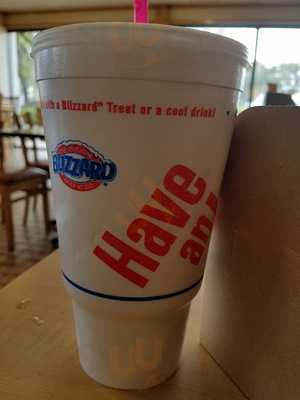 with a Blizzard® Treat or a cool drink!
BLIZZARD
Have
an